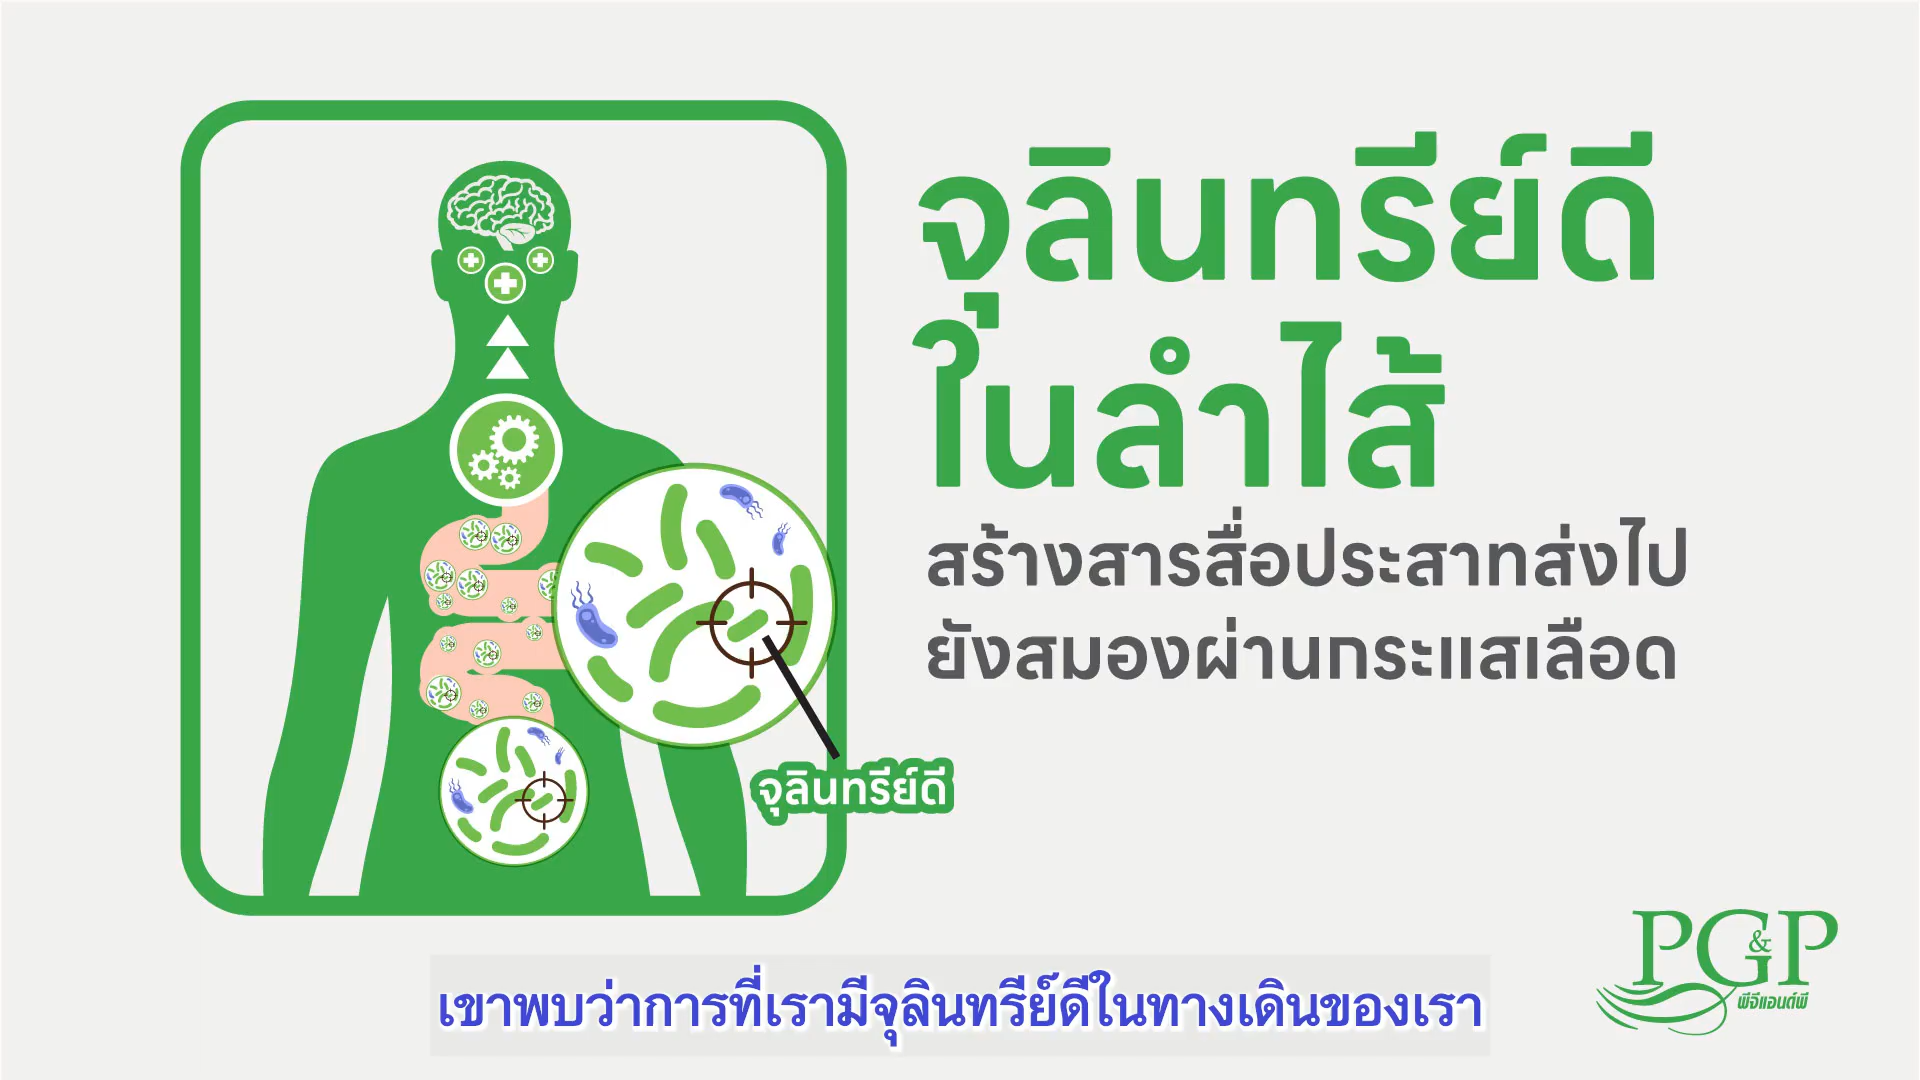 จุลินทรีย์ดี
ในลำไส้
สร้างสารสื่อประสาทส่งไป
ยังสมองผ่านกระแสเลือด
จุลินทรีย์ดี
PG&P
พีจีแอนด์พี
เขาพบว่าการที่เรามีจุลินทรีย์ดีในทางเดินของเรา